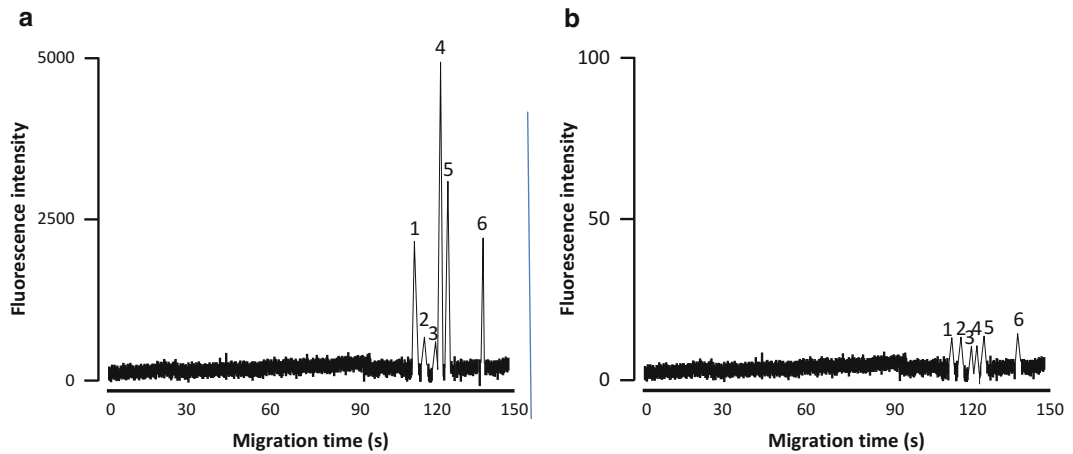 a
5000
2500
0
Fluorescence intensity
1
2
3
4
5
6
0 30 60 90 120 150
Migration time (s)
b
100
50
0
Fluorescence intensity
1 2 3 4 5 6
0 30 60 90 120 150
Migration time (s)